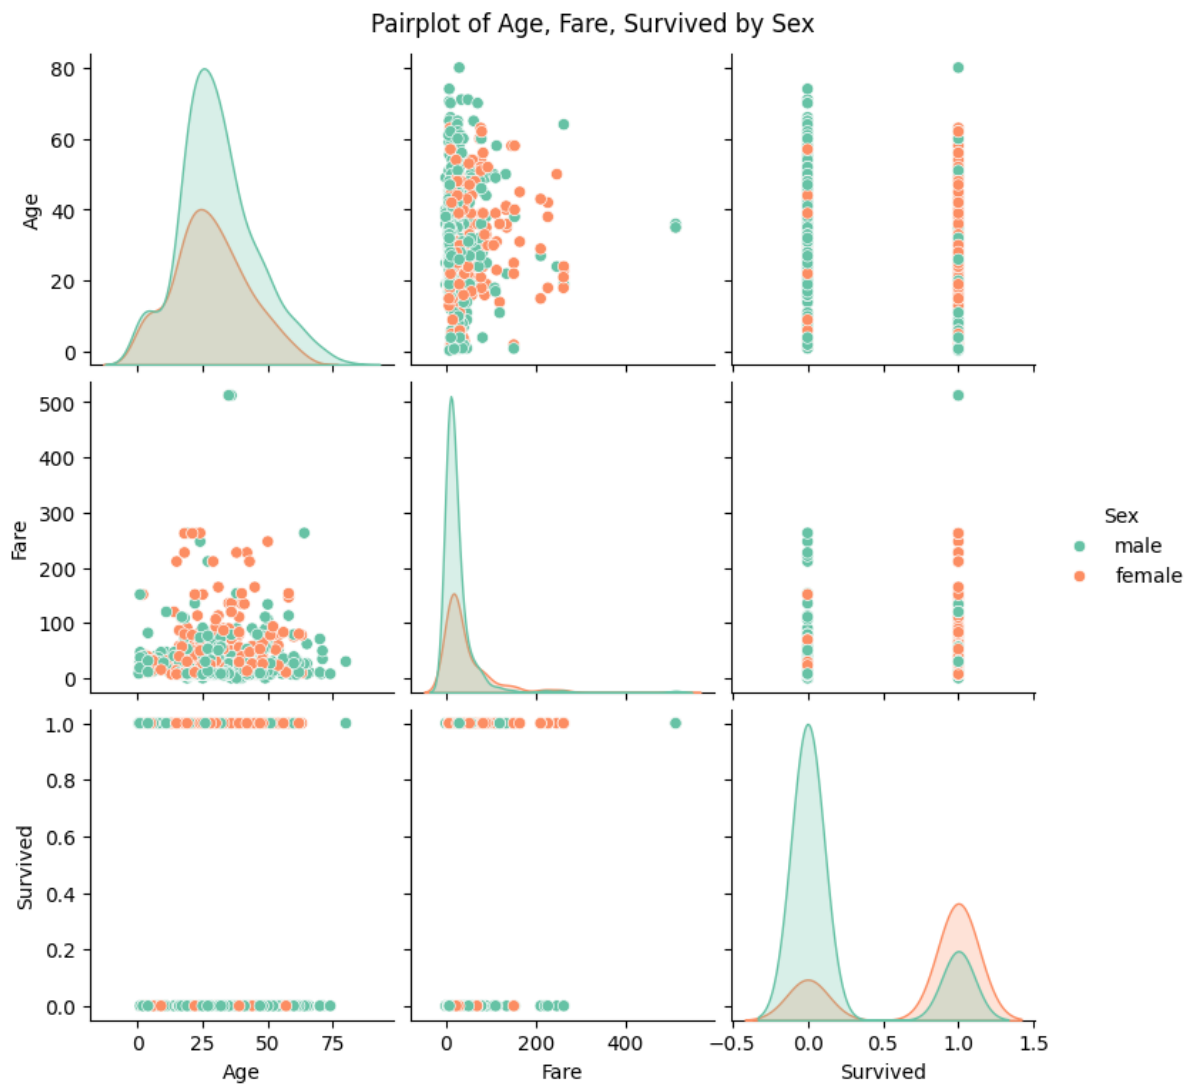 Pairplot of Age, Fare, Survived by Sex
80
60
40
20
0
Age
500
400
300
200
100
0
Fare
1.0
0.8
0.6
0.4
0.2
0.0
Survived
0 25 50 75
Age
0 200 400
Fare
−0.5 0.0 0.5 1.0 1.5
Survived
Sex
male
female